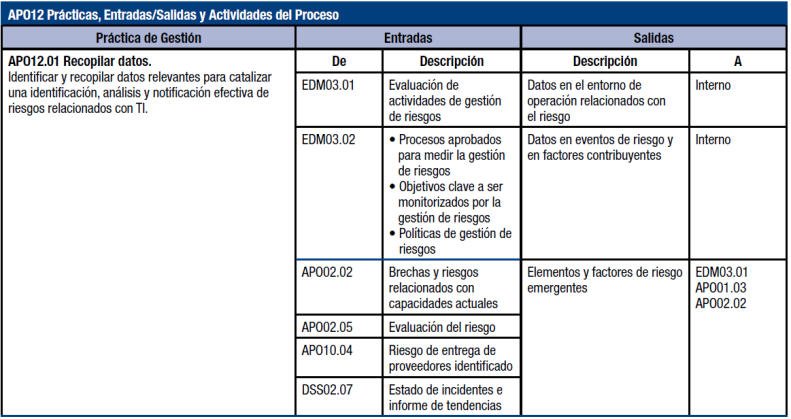 APO12 Prácticas, Entradas/Salidas y Actividades del Proceso
Práctica de Gestión
Entradas
Salidas
APO12.01 Recopilar datos.
Identificar y recopilar datos relevantes para catalizar
una identificación, análisis y notificación efectiva de
riesgos relacionados con TI.
De
Descripción
Descripción
A
EDM03.01
Evaluación de
actividades de gestión
de riesgos
Datos en el entorno de
operación relacionados con
el riesgo
Interno
EDM03.02
• Procesos aprobados
para medir la gestión
de riesgos
• Objetivos clave a ser
monitorizados por la
gestión de riesgos
• Políticas de gestión de
riesgos
Datos en eventos de riesgo y
en factores contribuyentes
Interno
APO02.02
Brechas y riesgos
relacionados con
capacidades actuales
Elementos y factores de riesgo
emergentes
EDM03.01
APO01.03
APO02.02
APO02.05
Evaluación del riesgo
APO10.04
Riesgo de entrega de
proveedores identificado
DSS02.07
Estado de incidentes e
informe de tendencias